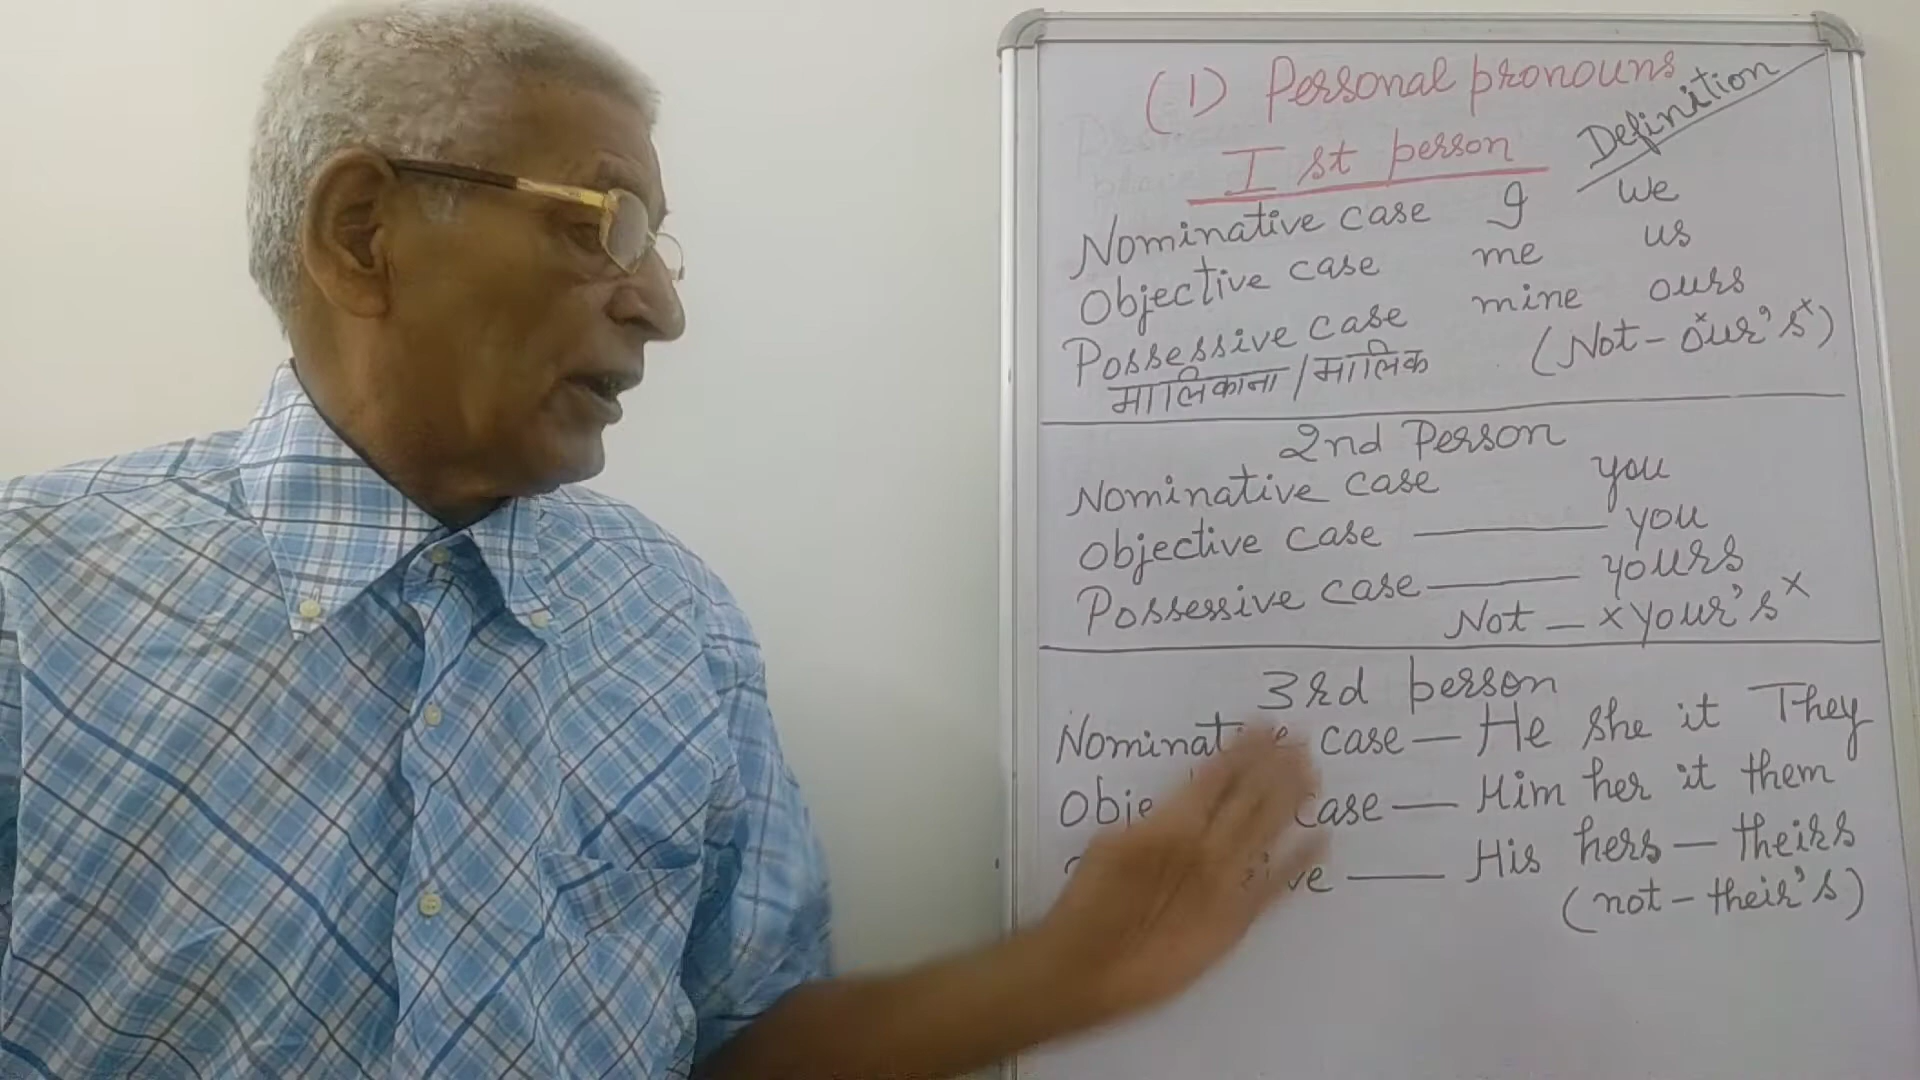 (1) Personal pronouns
Definition
I st person
Nominative case I we
Objective case me us
Possessive case mine ours
मालिकाना / मालिक (Not - xour's x)
2nd Person
Nominative case you
Objective case — you
Possessive case — yours
Not — x your's x
3rd person
case — He she it They
case — Him her it them
— His hers — theirs
(not - their's)